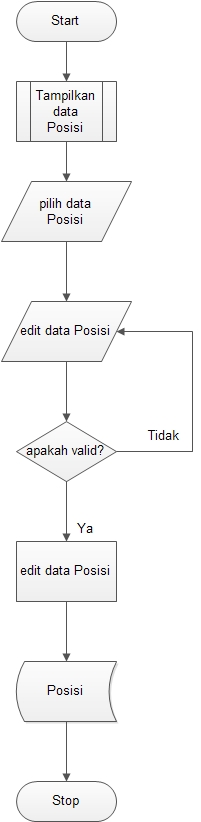 Start
Tampilkan
data
Posisi
pilih data
Posisi
edit data Posisi
apakah valid?
Tidak
Ya
edit data Posisi
Posisi
Stop